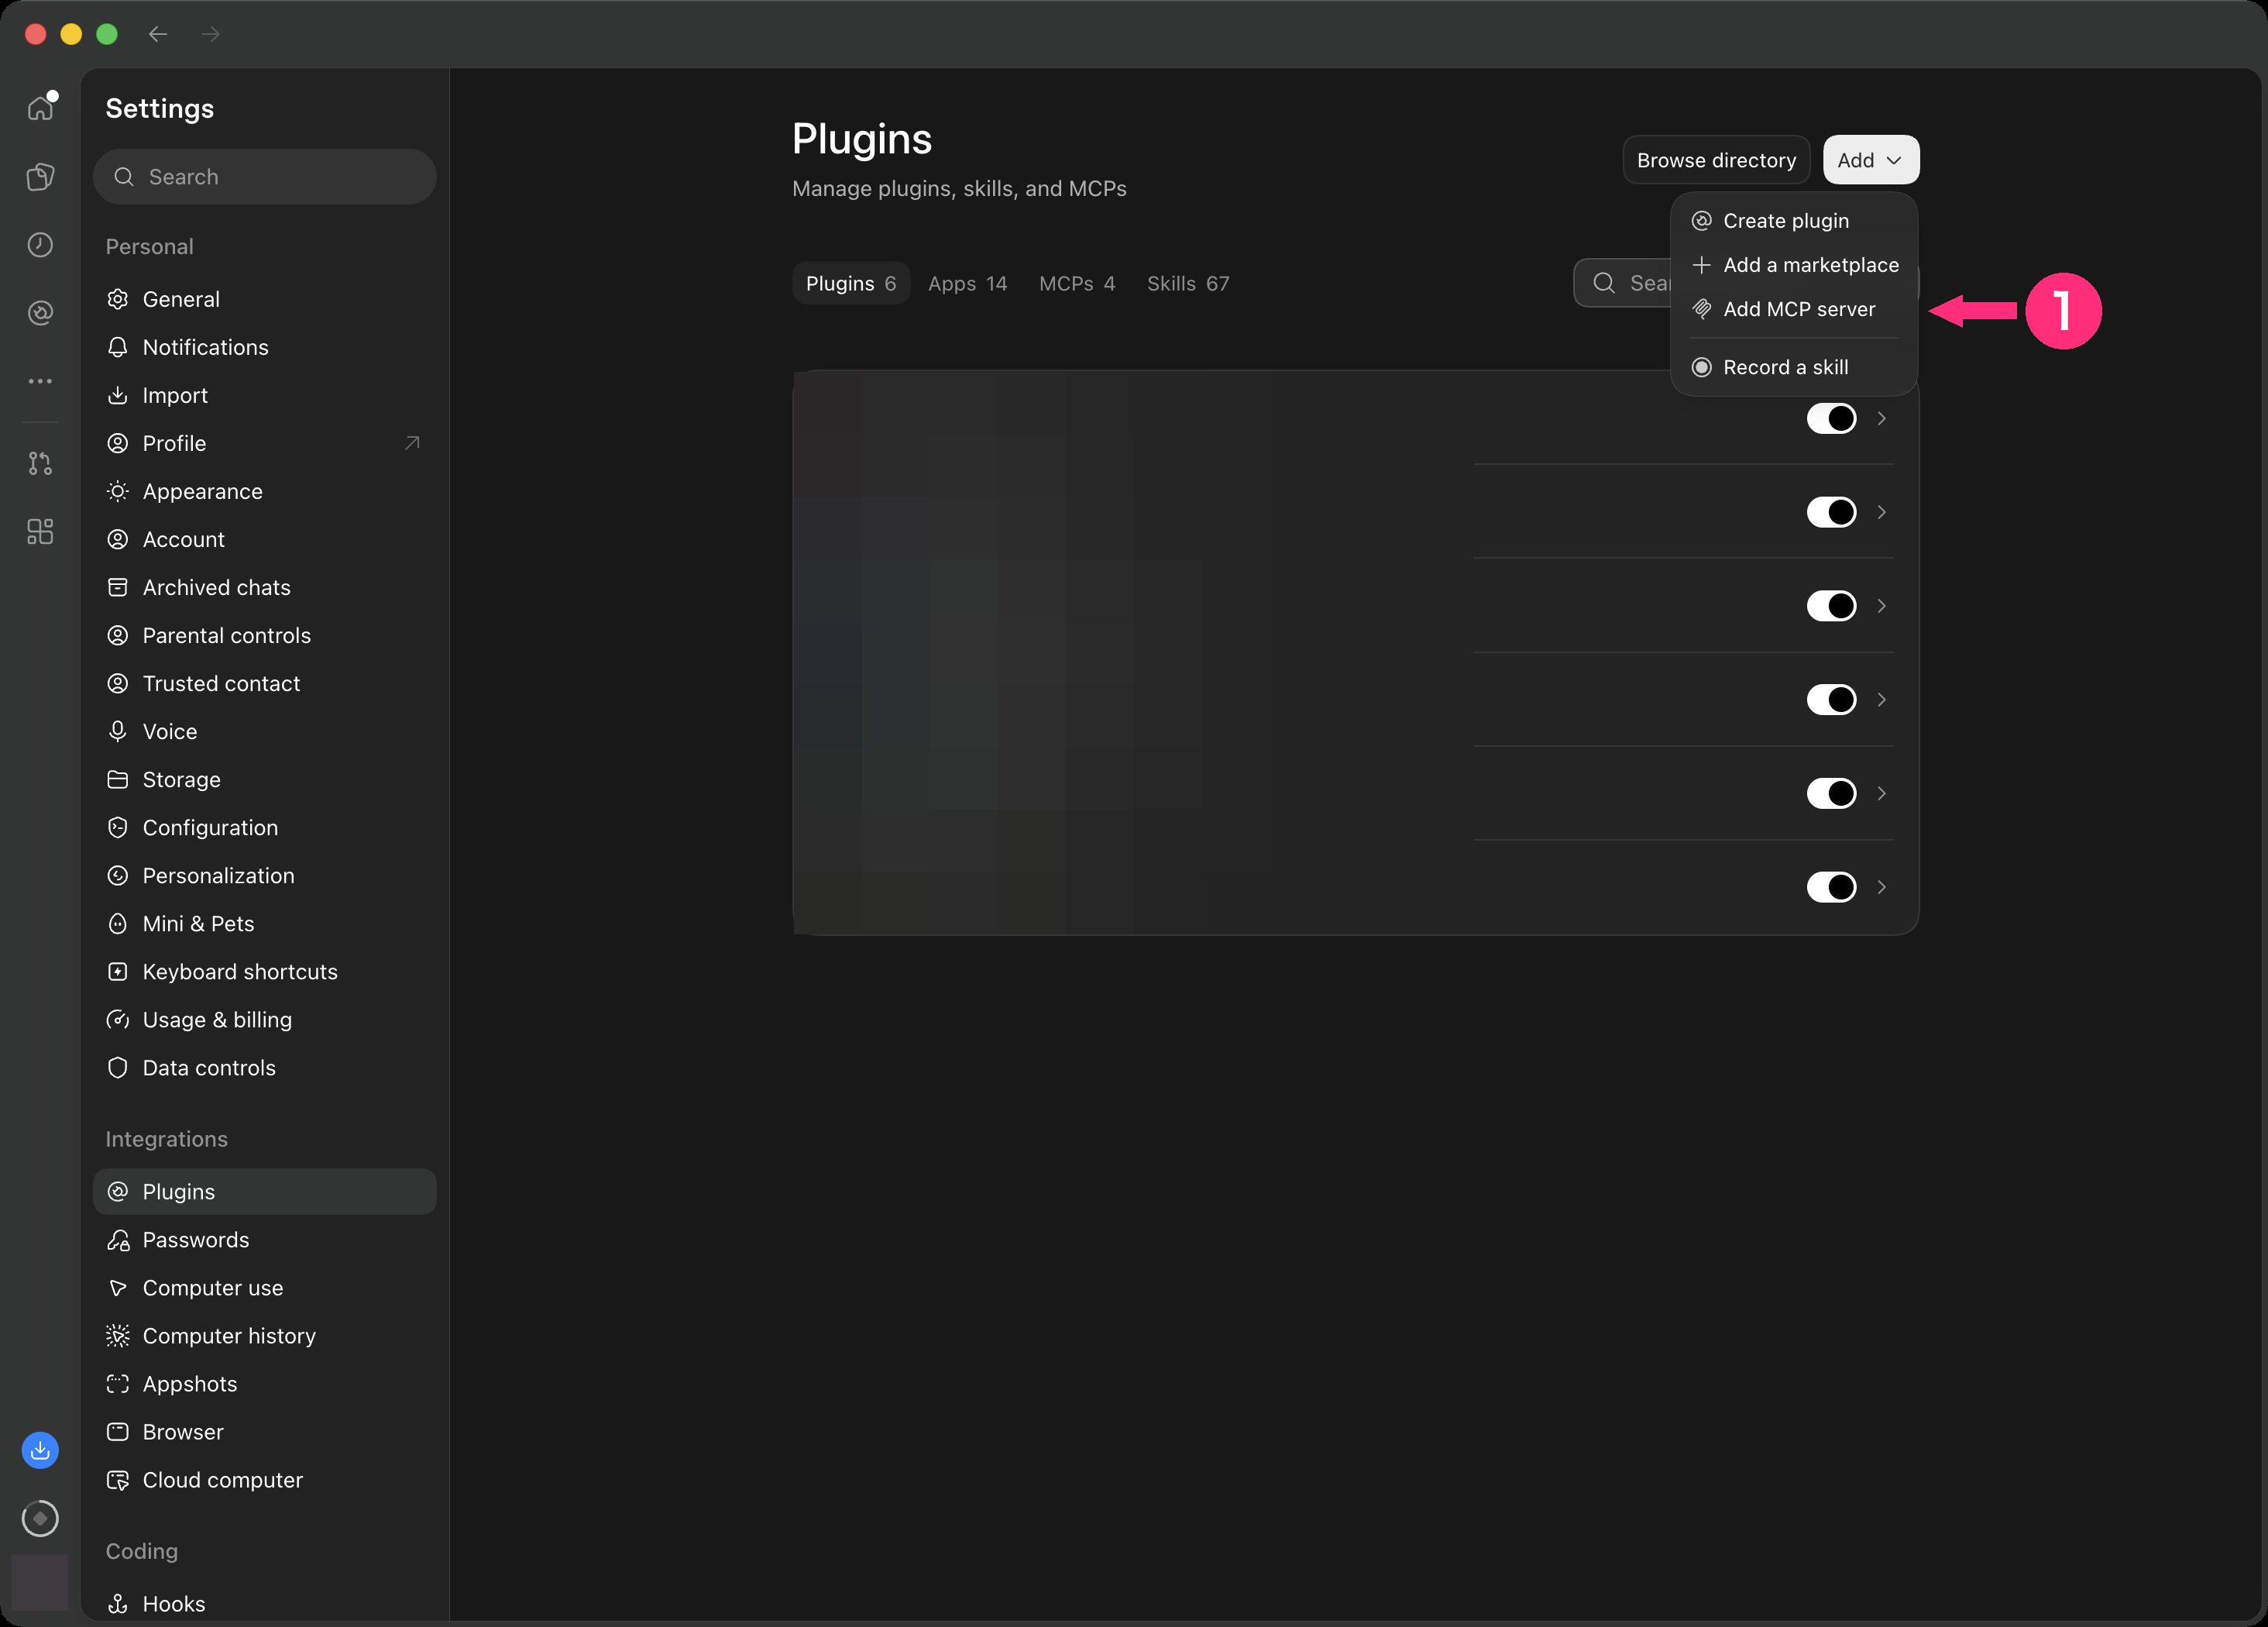 Settings
Search
Personal
General
Notifications
Import
Profile
Appearance
Account
Archived chats
Parental controls
Trusted contact
Voice
Storage
Configuration
Personalization
Mini & Pets
Keyboard shortcuts
Usage & billing
Data controls
Integrations
Plugins
Passwords
Computer use
Computer history
Appshots
Browser
Cloud computer
Coding
Hooks
Plugins
Manage plugins, skills, and MCPs
Browse directory
Add
Plugins 6
Apps 14
MCPs 4
Skills 67
Sear
Create plugin
Add a marketplace
Add MCP server
Record a skill
1